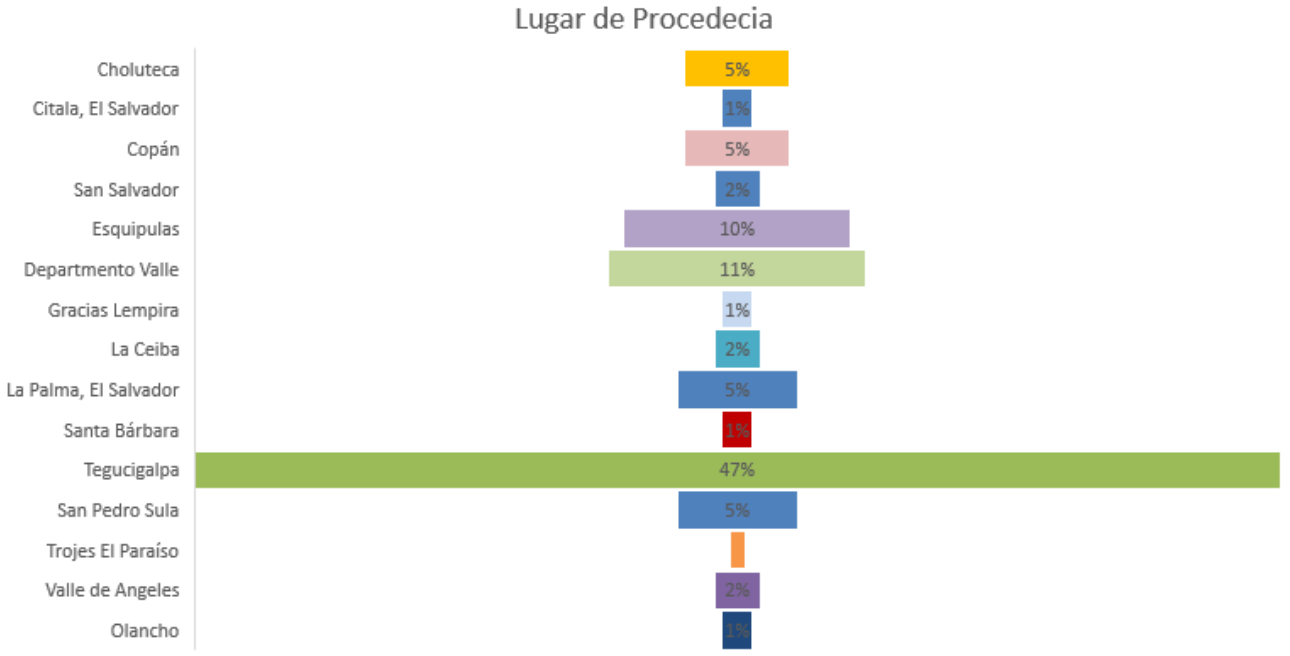 Lugar de Procedecia
Choluteca 5%
Citala, El Salvador 1%
Copán 5%
San Salvador 2%
Esquipulas 10%
Departmento Valle 11%
Gracias Lempira 1%
La Ceiba 2%
La Palma, El Salvador 5%
Santa Bárbara 1%
Tegucigalpa 47%
San Pedro Sula 5%
Trojes El Paraíso
Valle de Angeles 2%
Olancho 1%